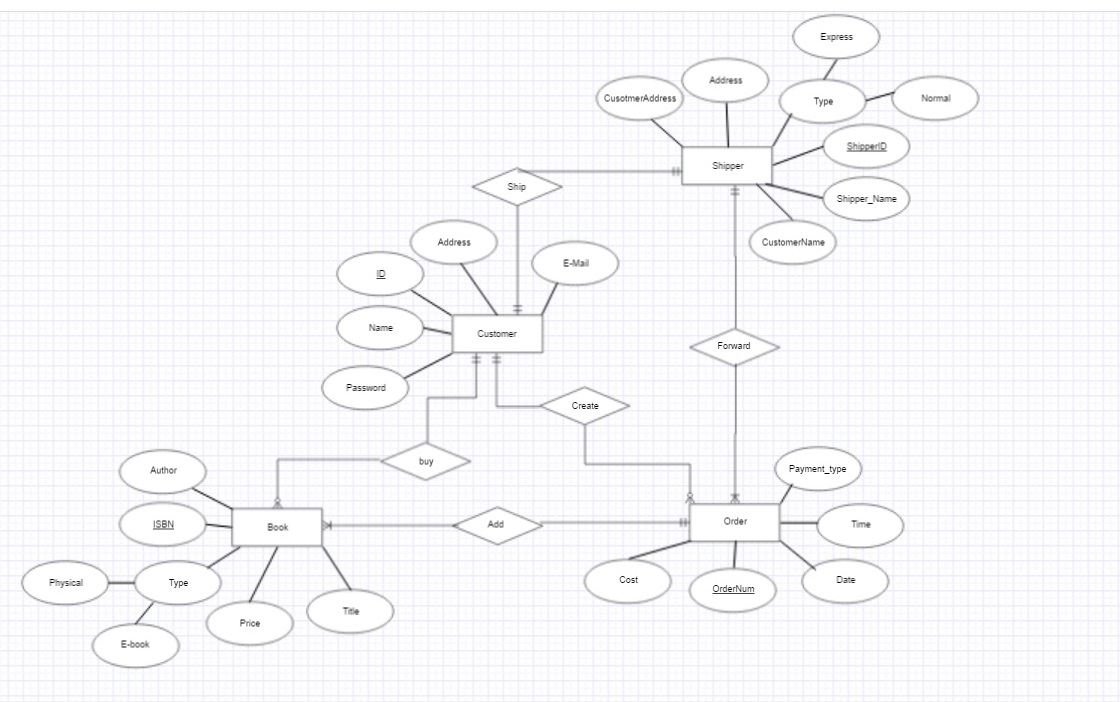 Express
Address
CusotmerAddress
Type
Normal
ShipperID
Shipper
Ship
Shipper_Name
Address
CustomerName
E-Mail
ID
Name
Customer
Forward
Password
Create
buy
Author
Payment_type
ISBN
Book
Add
Order
Time
Physical
Type
Cost
OrderNum
Date
Price
Title
E-book